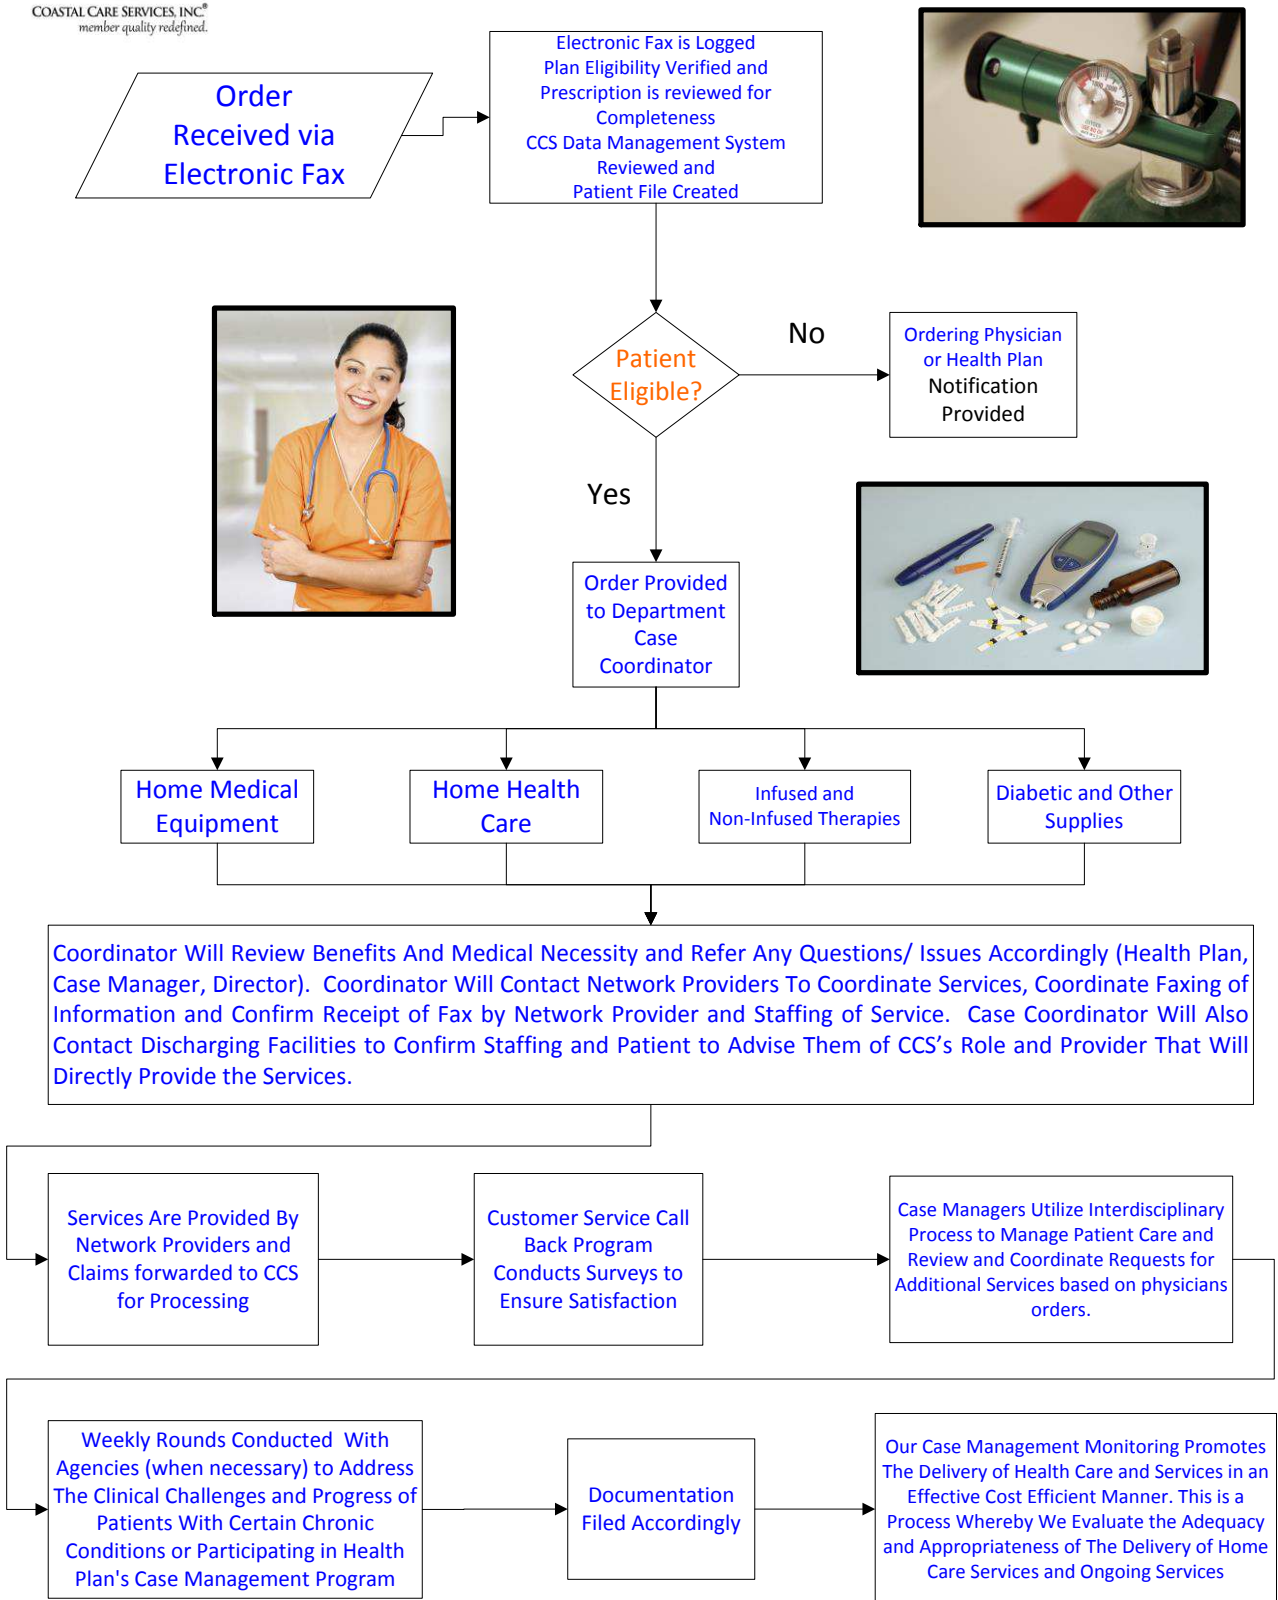 COASTAL CARE SERVICES, INC.®
member quality redefined.
Order
Received via
Electronic Fax
Electronic Fax is Logged
Plan Eligibility Verified and
Prescription is reviewed for
Completeness
CCS Data Management System
Reviewed and
Patient File Created
Patient
Eligible?
No
Ordering Physician
or Health Plan
Notification
Provided
Yes
Order Provided
to Department
Case
Coordinator
Home Medical
Equipment
Home Health
Care
Infused and
Non-Infused Therapies
Diabetic and Other
Supplies
Coordinator Will Review Benefits And Medical Necessity and Refer Any Questions/ Issues Accordingly (Health Plan,
Case Manager, Director). Coordinator Will Contact Network Providers To Coordinate Services, Coordinate Faxing of
Information and Confirm Receipt of Fax by Network Provider and Staffing of Service. Case Coordinator Will Also
Contact Discharging Facilities to Confirm Staffing and Patient to Advise Them of CCS’s Role and Provider That Will
Directly Provide the Services.
Services Are Provided By
Network Providers and
Claims forwarded to CCS
for Processing
Customer Service Call
Back Program
Conducts Surveys to
Ensure Satisfaction
Case Managers Utilize Interdisciplinary
Process to Manage Patient Care and
Review and Coordinate Requests for
Additional Services based on physicians
orders.
Weekly Rounds Conducted With
Agencies (when necessary) to Address
The Clinical Challenges and Progress of
Patients With Certain Chronic
Conditions or Participating in Health
Plan's Case Management Program
Documentation
Filed Accordingly
Our Case Management Monitoring Promotes
The Delivery of Health Care and Services in an
Effective Cost Efficient Manner. This is a
Process Whereby We Evaluate the Adequacy
and Appropriateness of The Delivery of Home
Care Services and Ongoing Services